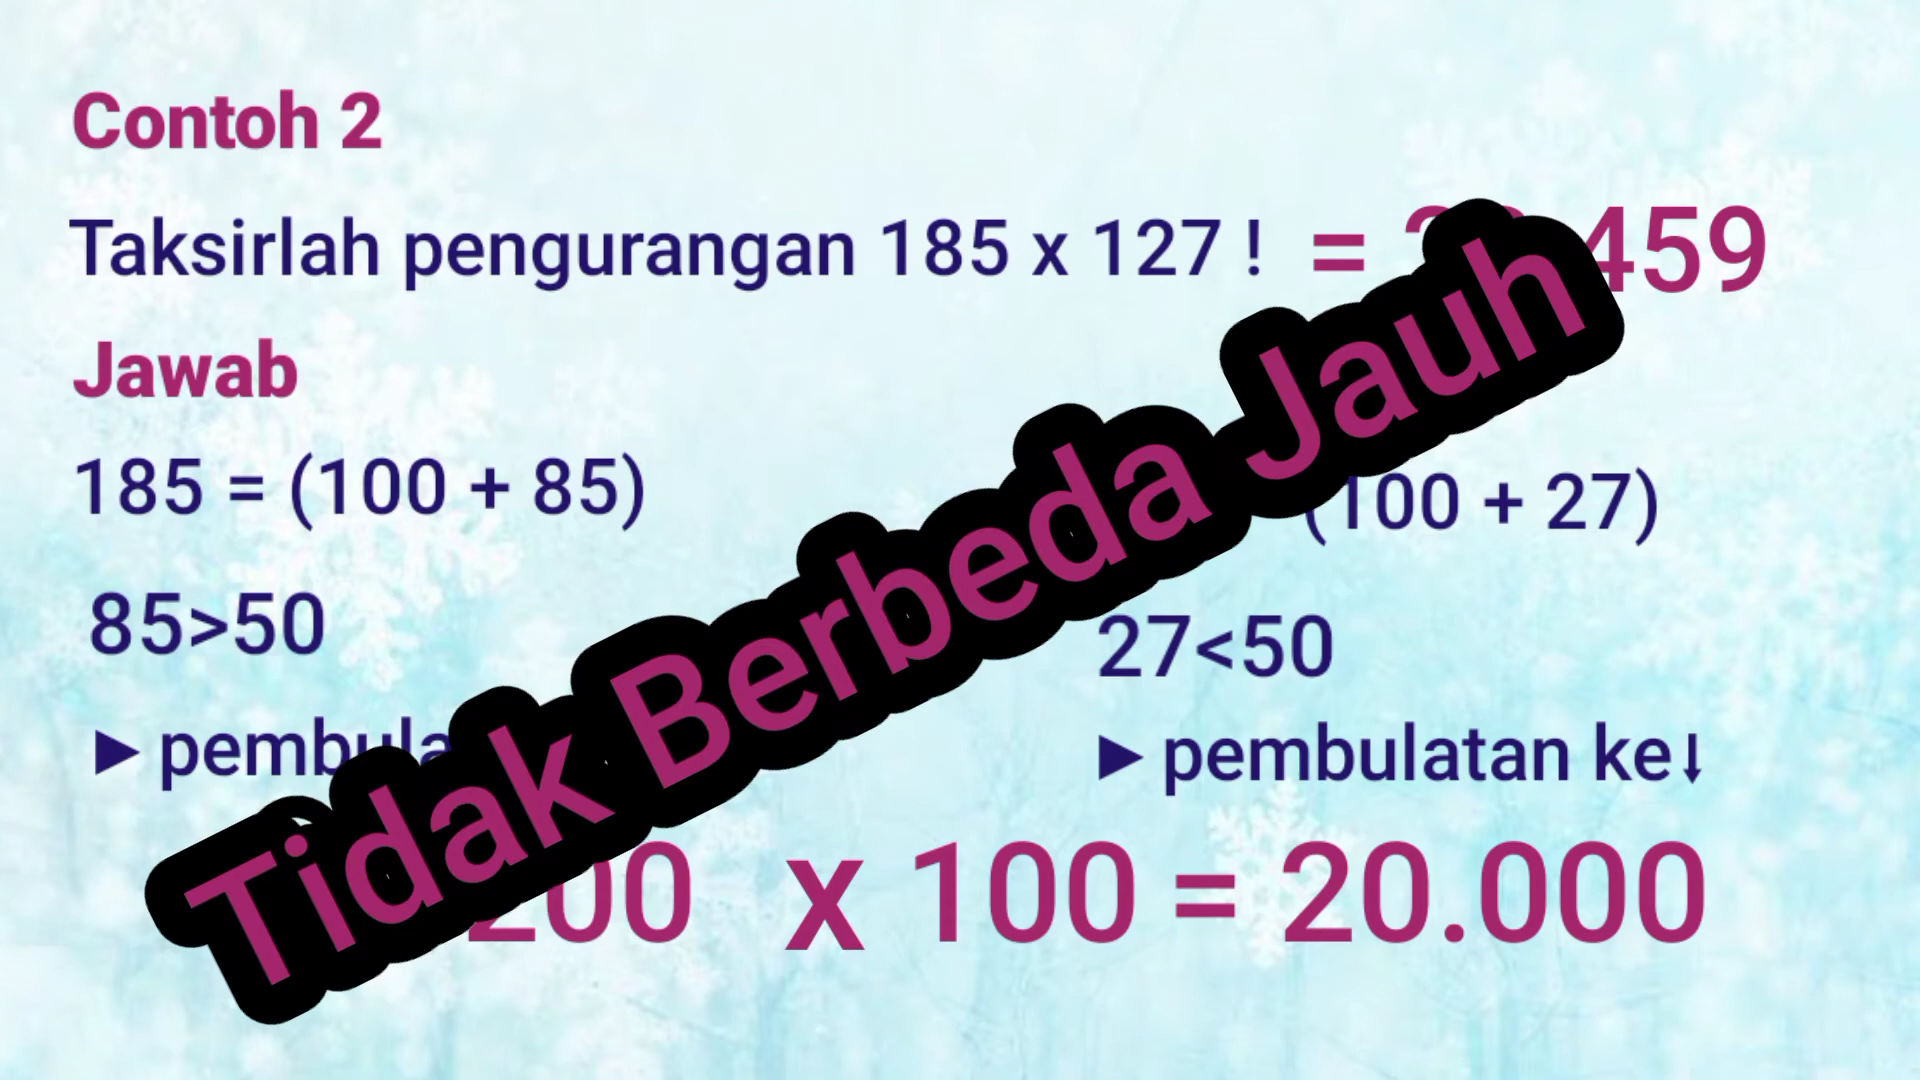 Contoh 2
Taksirlah pengurangan 185 x 127 ! = 459
Jawab
185 = (100 + 85)
(100 + 27)
85>50
27<50
►
►pembulatan ke↓
200 x 100 = 20.000
Tidak Berbeda Jauh